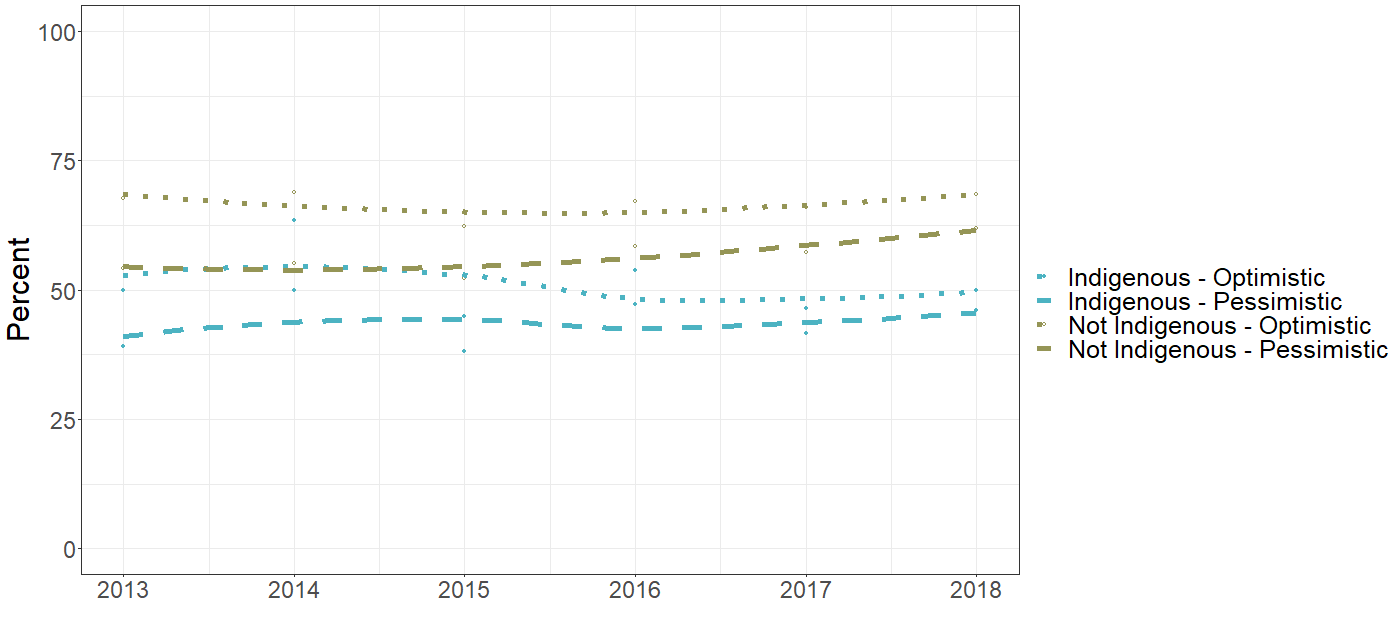 Percent
100
75
50
25
0
2013 2014 2015 2016 2017 2018
Indigenous - Optimistic
Indigenous - Pessimistic
Not Indigenous - Optimistic
Not Indigenous - Pessimistic